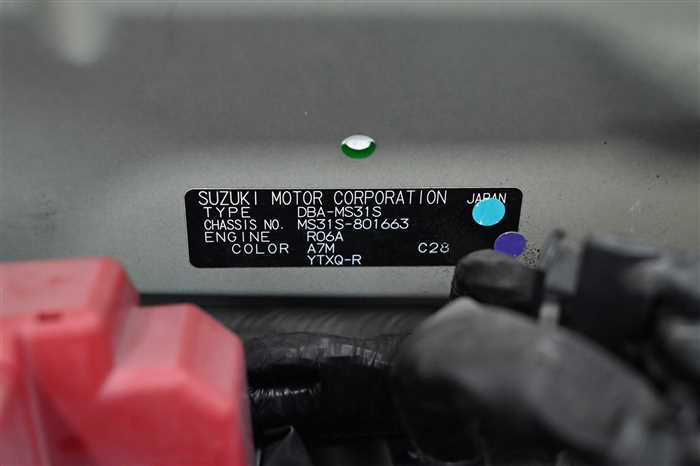 SUZUKI MOTOR CORPORATION JAPAN
TYPE DBA-MS31S
CHASSIS NO. MS31S-801663
ENGINE R06A
COLOR A7M C28
YTXQ-R